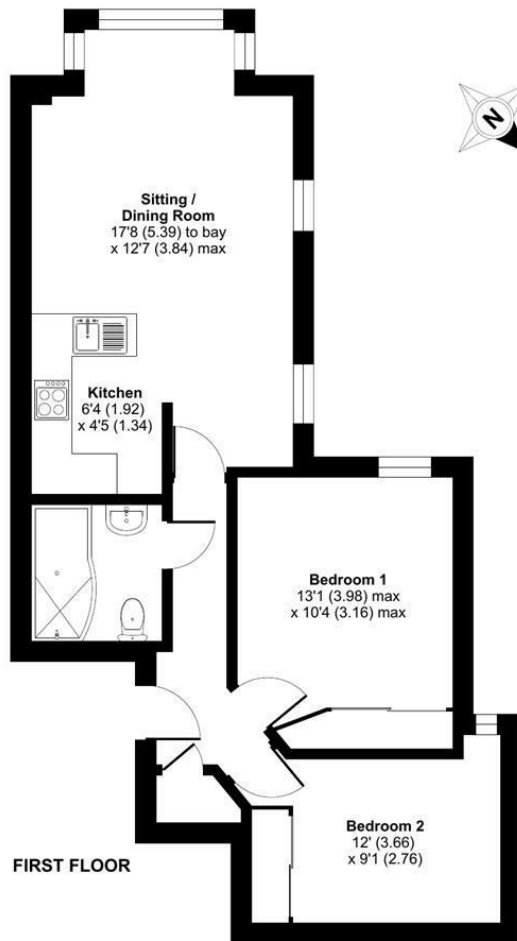 N
Sitting /
Dining Room
17'8 (5.39) to bay
x 12'7 (3.84) max
Kitchen
6'4 (1.92)
x 4'5 (1.34)
Bedroom 1
13'1 (3.98) max
x 10'4 (3.16) max
Bedroom 2
12' (3.66)
x 9'1 (2.76)
FIRST FLOOR